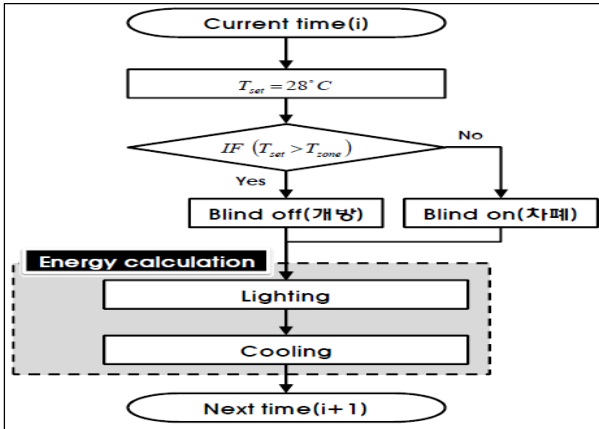 Current time(i)
T_set = 28°C
IF (T_set > T_zone)
No
Yes
Blind off(개방)
Blind on(차폐)
Energy calculation
Lighting
Cooling
Next time(i+1)